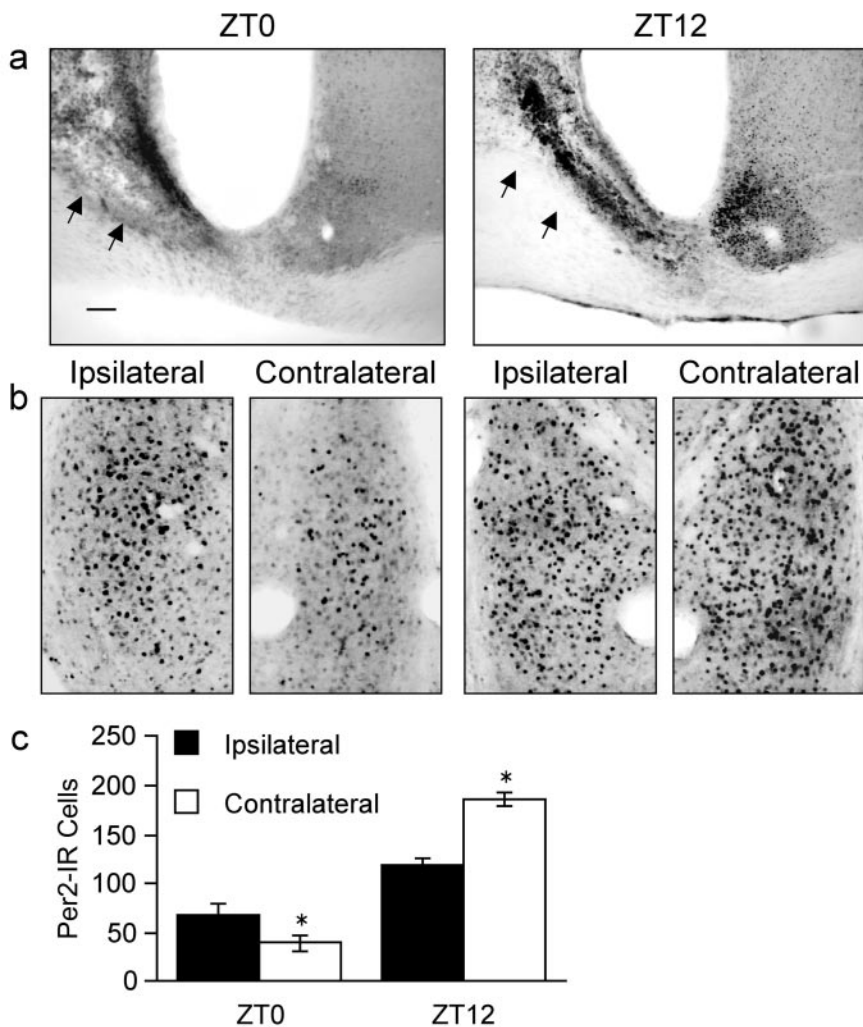 ZT0 ZT12
a
Ipsilateral Contralateral Ipsilateral Contralateral
b
c
250
200
150
100
50
0
Per2-IR Cells
Ipsilateral
Contralateral
*
*
ZT0 ZT12